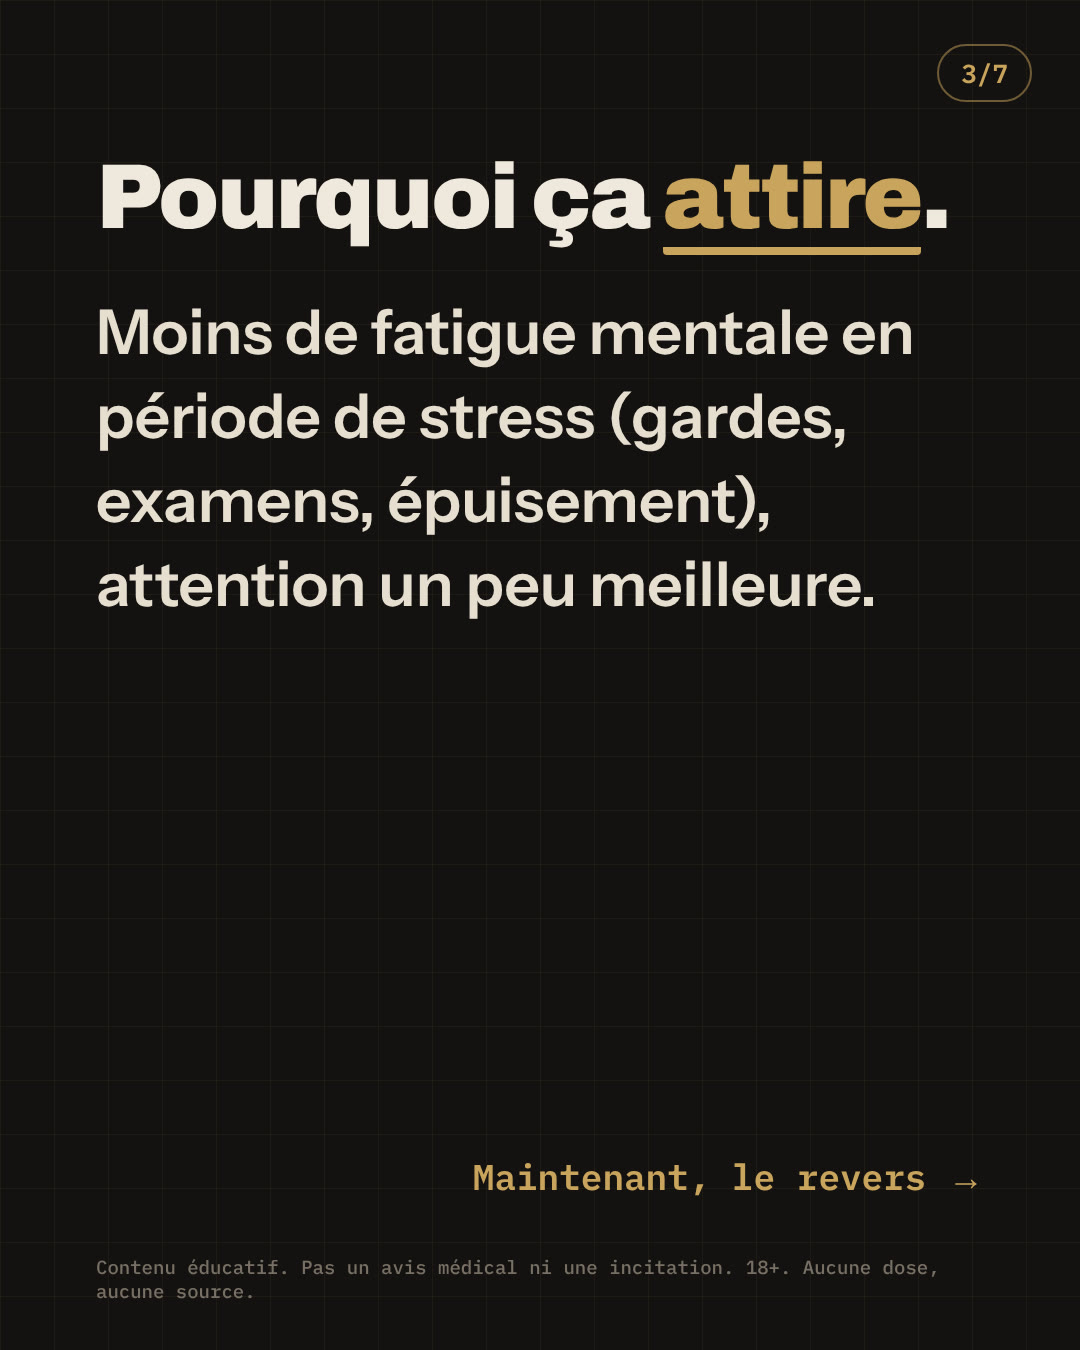 3/7
Pourquoi ça attire.
Moins de fatigue mentale en
période de stress (gardes,
examens, épuisement),
attention un peu meilleure.
Maintenant, le revers →
Contenu éducatif. Pas un avis médical ni une incitation. 18+. Aucune dose,
aucune source.